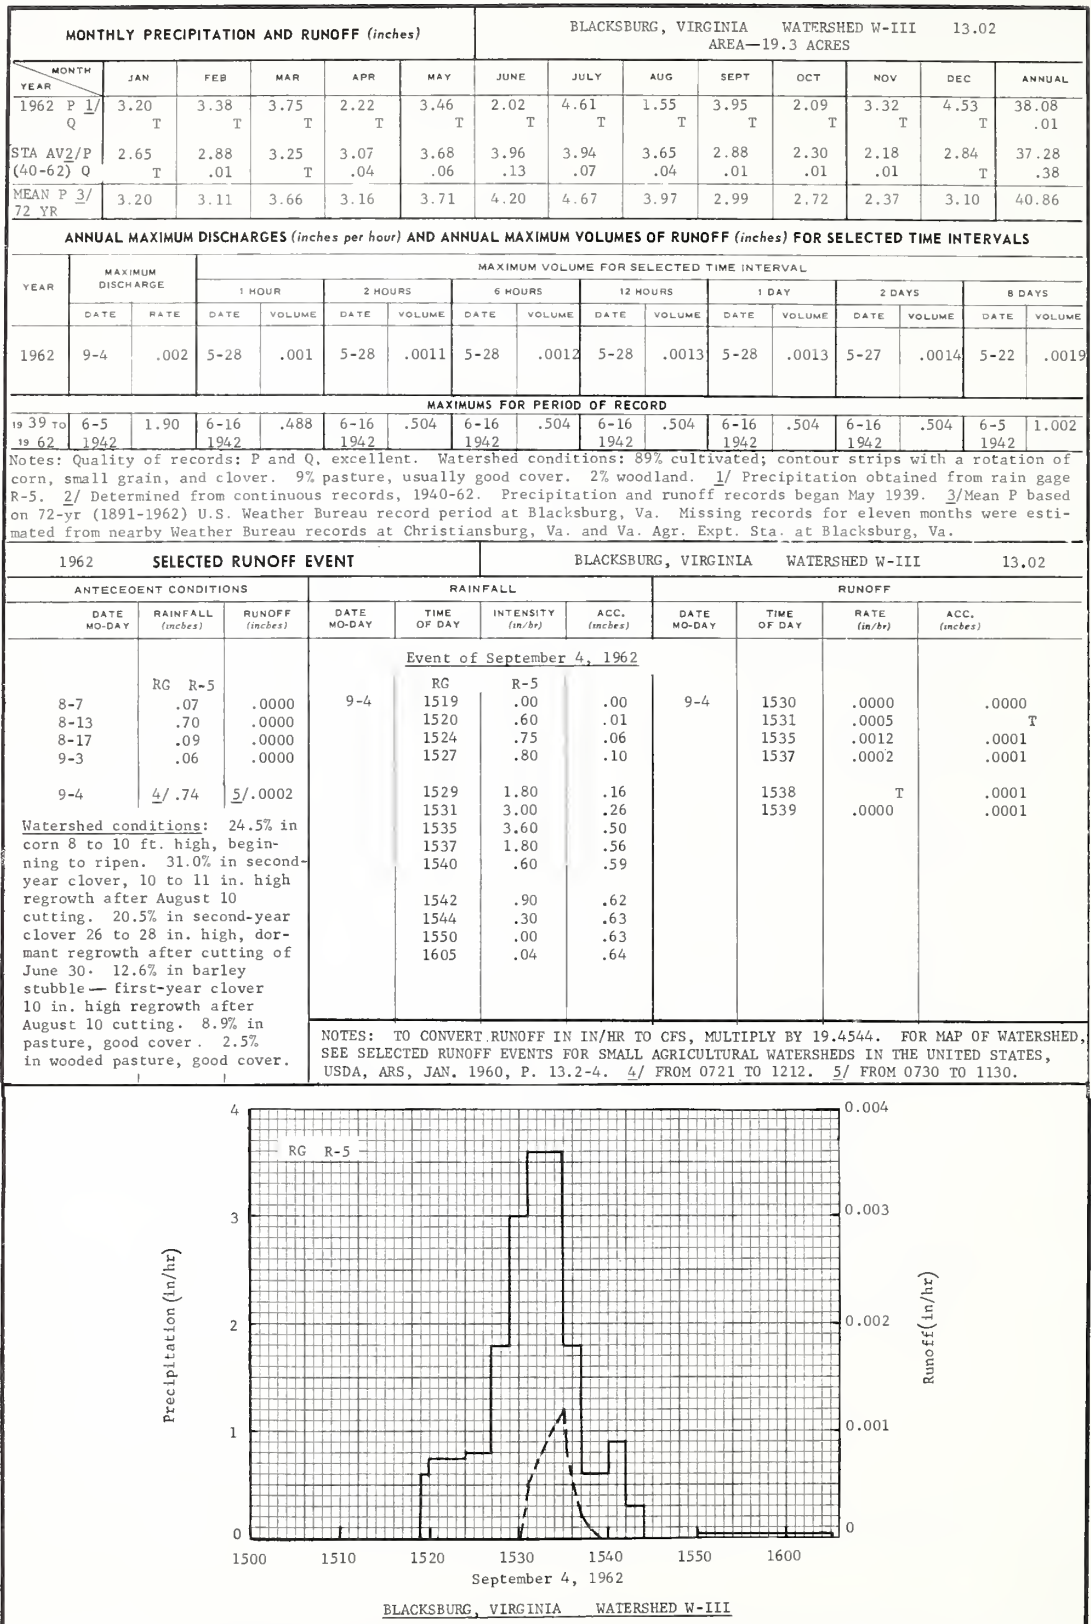 MONTHLY PRECIPITATION AND RUNOFF (inches)
BLACKSBURG, VIRGINIA WATERSHED W-III 13.02
AREA—19.3 ACRES
MONTH
YEAR
JAN FEB MAR APR MAY JUNE JULY AUG SEPT OCT NOV DEC ANNUAL
1962 P 1/ 3.20 3.38 3.75 2.22 3.46 2.02 4.61 1.55 3.95 2.09 3.32 4.53 38.08
Q T T T T T T T T T T T T .01
STA AV2/P 2.65 2.88 3.25 3.07 3.68 3.96 3.94 3.65 2.88 2.30 2.18 2.84 37.28
(40-62) Q T .01 T .04 .06 .13 .07 .04 .01 .01 .01 T .38
MEAN P 3/ 3.20 3.11 3.66 3.16 3.71 4.20 4.67 3.97 2.99 2.72 2.37 3.10 40.86
72 YR
ANNUAL MAXIMUM DISCHARGES (inches per hour) AND ANNUAL MAXIMUM VOLUMES OF RUNOFF (inches) FOR SELECTED TIME INTERVALS
YEAR
MAXIMUM
DISCHARGE
MAXIMUM VOLUME FOR SELECTED TIME INTERVAL
1 HOUR 2 HOURS 6 HOURS 12 HOURS 1 DAY 2 DAYS 8 DAYS
DATE RATE DATE VOLUME DATE VOLUME DATE VOLUME DATE VOLUME DATE VOLUME DATE VOLUME DATE VOLUME
1962 9-4 .002 5-28 .001 5-28 .0011 5-28 .0012 5-28 .0013 5-28 .0013 5-27 .0014 5-22 .0019
MAXIMUMS FOR PERIOD OF RECORD
19 39 TO 6-5 1.90 6-16 .488 6-16 .504 6-16 .504 6-16 .504 6-16 .504 6-16 .504 6-5 1.002
19 62 1942 1942 1942 1942 1942 1942 1942 1942
Notes: Quality of records: P and Q, excellent. Watershed conditions: 89% cultivated; contour strips with a rotation of
corn, small grain, and clover. 9% pasture, usually good cover. 2% woodland. 1/ Precipitation obtained from rain gage
R-5. 2/ Determined from continuous records, 1940-62. Precipitation and runoff records began May 1939. 3/Mean P based
on 72-yr (1891-1962) U.S. Weather Bureau record period at Blacksburg, Va. Missing records for eleven months were esti-
mated from nearby Weather Bureau records at Christiansburg, Va. and Va. Agr. Expt. Sta. at Blacksburg, Va.
1962 SELECTED RUNOFF EVENT
BLACKSBURG, VIRGINIA WATERSHED W-III 13.02
ANTECEDENT CONDITIONS RAINFALL RUNOFF
DATE RAINFALL RUNOFF DATE TIME INTENSITY ACC. DATE TIME RATE ACC.
MO-DAY (inches) (inches) MO-DAY OF DAY (in/hr) (inches) MO-DAY OF DAY (in/hr) (inches)
Event of September 4, 1962
RG R-5 RG R-5
8-7 .07 .0000 9-4 1519 .00 .00 9-4 1530 .0000 .0000
8-13 .70 .0000 1520 .60 .01 1531 .0005 T
8-17 .09 .0000 1524 .75 .06 1535 .0012 .0001
9-3 .06 .0000 1527 .80 .10 1537 .0002 .0001
9-4 4/ .74 5/.0002 1529 1.80 .16 1538 T .0001
1531 3.00 .26 1539 .0000 .0001
1535 3.60 .50
1537 1.80 .56
1540 .60 .59
1542 .90 .62
1544 .30 .63
1550 .00 .63
1605 .04 .64
Watershed conditions: 24.5% in
corn 8 to 10 ft. high, begin-
ning to ripen. 31.0% in second-
year clover, 10 to 11 in. high
regrowth after August 10
cutting. 20.5% in second-year
clover 26 to 28 in. high, dor-
mant regrowth after cutting of
June 30. 12.6% in barley
stubble — first-year clover
10 in. high regrowth after
August 10 cutting. 8.9% in
pasture, good cover. 2.5%
in wooded pasture, good cover.
NOTES: TO CONVERT RUNOFF IN IN/HR TO CFS, MULTIPLY BY 19.4544. FOR MAP OF WATERSHED,
SEE SELECTED RUNOFF EVENTS FOR SMALL AGRICULTURAL WATERSHEDS IN THE UNITED STATES,
USDA, ARS, JAN. 1960, P. 13.2-4. 4/ FROM 0721 TO 1212. 5/ FROM 0730 TO 1130.
RG R-5
Precipitation (in/hr)
4
3
2
1
0
0.004
0.003
0.002
0.001
0
Runoff(in/hr)
1500 1510 1520 1530 1540 1550 1600
September 4, 1962
BLACKSBURG, VIRGINIA WATERSHED W-III